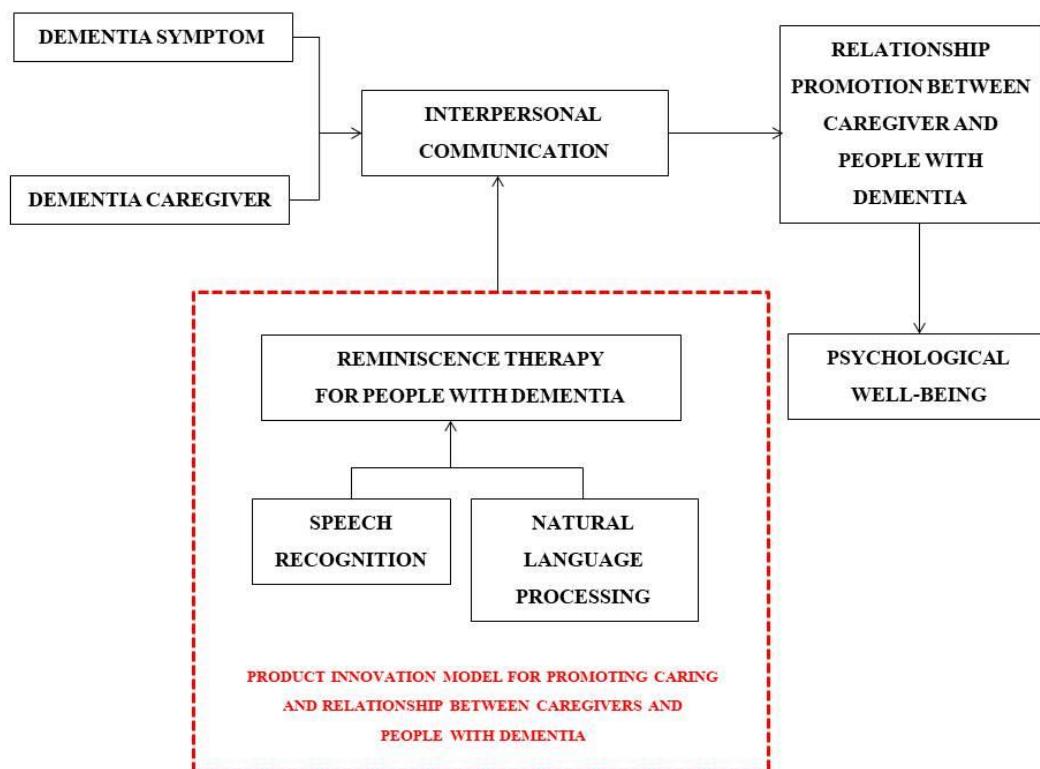 DEMENTIA SYMPTOM
DEMENTIA CAREGIVER
INTERPERSONAL
COMMUNICATION
RELATIONSHIP
PROMOTION BETWEEN
CAREGIVER AND
PEOPLE WITH
DEMENTIA
PSYCHOLOGICAL
WELL-BEING
REMINISCENCE THERAPY
FOR PEOPLE WITH DEMENTIA
SPEECH
RECOGNITION
NATURAL
LANGUAGE
PROCESSING
PRODUCT INNOVATION MODEL FOR PROMOTING CARING
AND RELATIONSHIP BETWEEN CAREGIVERS AND
PEOPLE WITH DEMENTIA